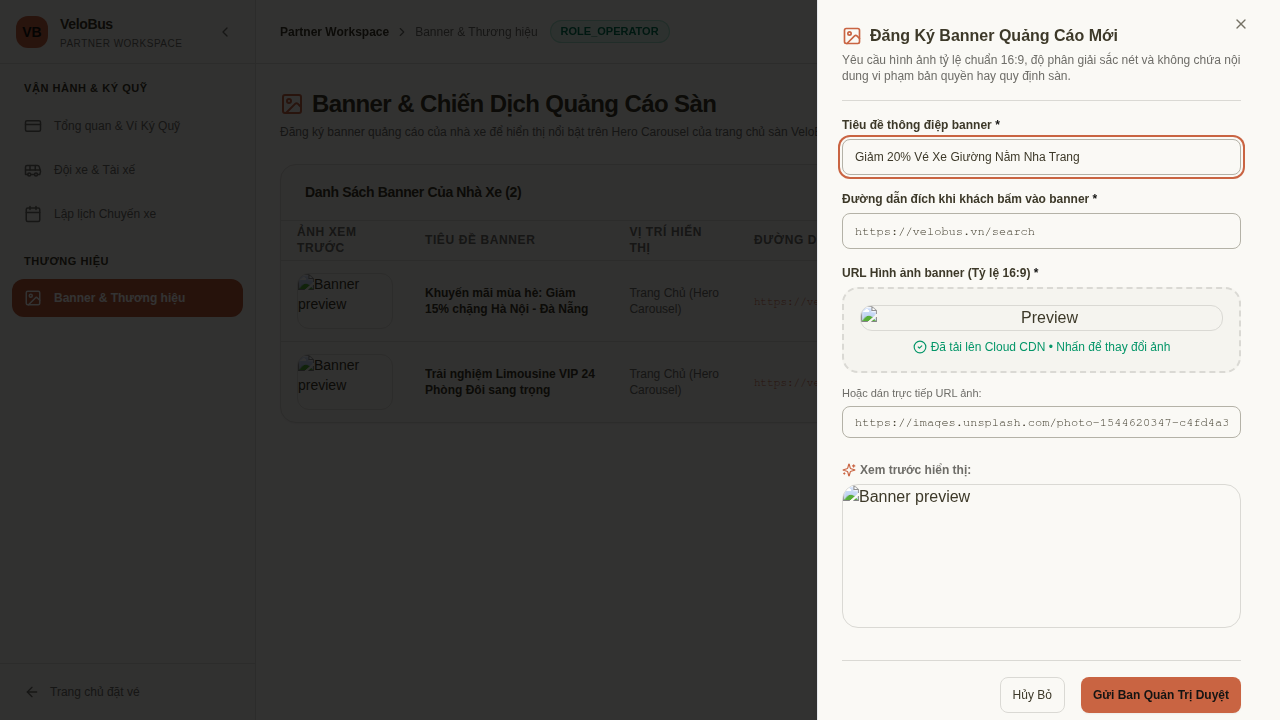 VB
VeloBus
PARTNER WORKSPACE
VẬN HÀNH & KÝ QUỸ
Tổng quan & Ví Ký Quỹ
Đội xe & Tài xế
Lập lịch Chuyến xe
THƯƠNG HIỆU
Banner & Thương hiệu
Trang chủ đặt vé
Partner Workspace
Banner & Thương hiệu
ROLE_OPERATOR
Banner & Chiến Dịch Quảng Cáo Sàn
Đăng ký banner quảng cáo của nhà xe để hiển thị nổi bật trên Hero Carousel của trang chủ sàn
Danh Sách Banner Của Nhà Xe (2)
ẢNH XEM TRƯỚC
TIÊU ĐỀ BANNER
VỊ TRÍ HIỂN THỊ
ĐƯỜNG
Banner preview
Khuyến mãi mùa hè: Giảm 15% chặng Hà Nội - Đà Nẵng
Trang Chủ (Hero Carousel)
Banner preview
Trải nghiệm Limousine VIP 24 Phòng Đôi sang trọng
Trang Chủ (Hero Carousel)
Đăng Ký Banner Quảng Cáo Mới
Yêu cầu hình ảnh tỷ lệ chuẩn 16:9, độ phân giải sắc nét và không chứa nội
dung vi phạm bản quyền hay quy định sàn.
Tiêu đề thông điệp banner *
Giảm 20% Vé Xe Giường Nằm Nha Trang
Đường dẫn đích khi khách bấm vào banner *
https://velobus.vn/search
URL Hình ảnh banner (Tỷ lệ 16:9) *
Preview
Đã tải lên Cloud CDN • Nhấn để thay đổi ảnh
Hoặc dán trực tiếp URL ảnh:
https://images.unsplash.com/photo-1544620347-c4fd4a3
Xem trước hiển thị:
Banner preview
Hủy Bỏ
Gửi Ban Quản Trị Duyệt